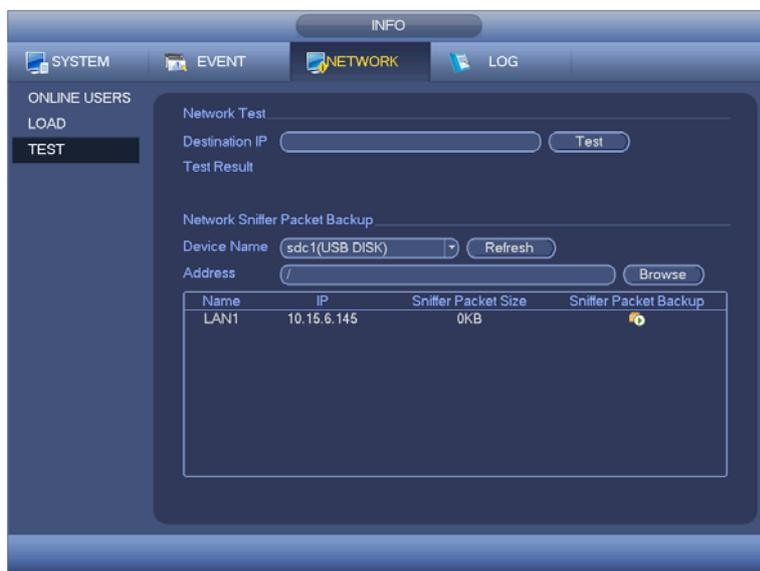 INFO
SYSTEM EVENT NETWORK LOG
ONLINE USERS
LOAD
TEST
Network Test
Destination IP Test
Test Result
Network Sniffer Packet Backup
Device Name sdc1(USB DISK) Refresh
Address / Browse
Name IP Sniffer Packet Size Sniffer Packet Backup
LAN1 10.15.6.145 0KB